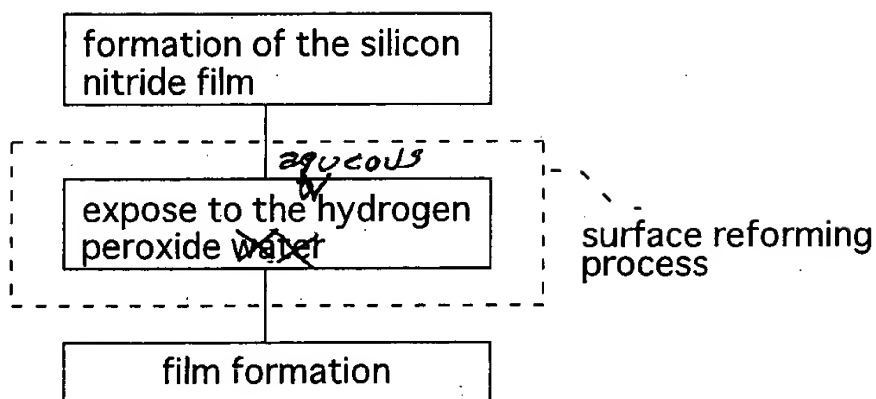 formation of the silicon
nitride film
aqueous
expose to the hydrogen
peroxide water
surface reforming
process
film formation